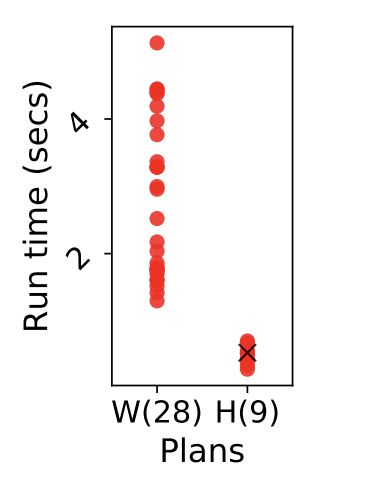 Run time (secs)
4
2
W(28) H(9)
Plans